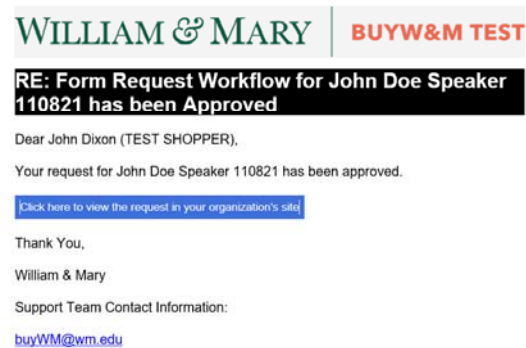 WILLIAM & MARY
BUYW&M TEST
RE: Form Request Workflow for John Doe Speaker
110821 has been Approved
Dear John Dixon (TEST SHOPPER),
Your request for John Doe Speaker 110821 has been approved.
Click here to view the request in your organization's site
Thank You,
William & Mary
Support Team Contact Information:
buyWM@wm.edu